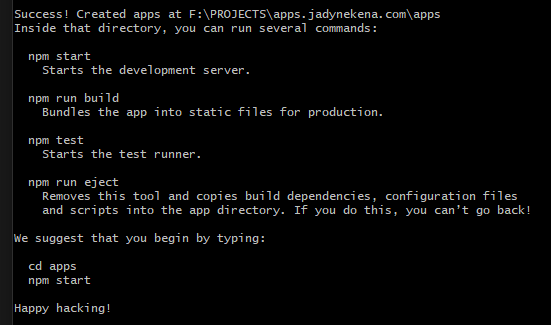 Success! Created apps at F:\PROJECTS\apps.jadynekena.com\apps
Inside that directory, you can run several commands:
npm start
Starts the development server.
npm run build
Bundles the app into static files for production.
npm test
Starts the test runner.
npm run eject
Removes this tool and copies build dependencies, configuration files
and scripts into the app directory. If you do this, you can't go back!
We suggest that you begin by typing:
cd apps
npm start
Happy hacking!